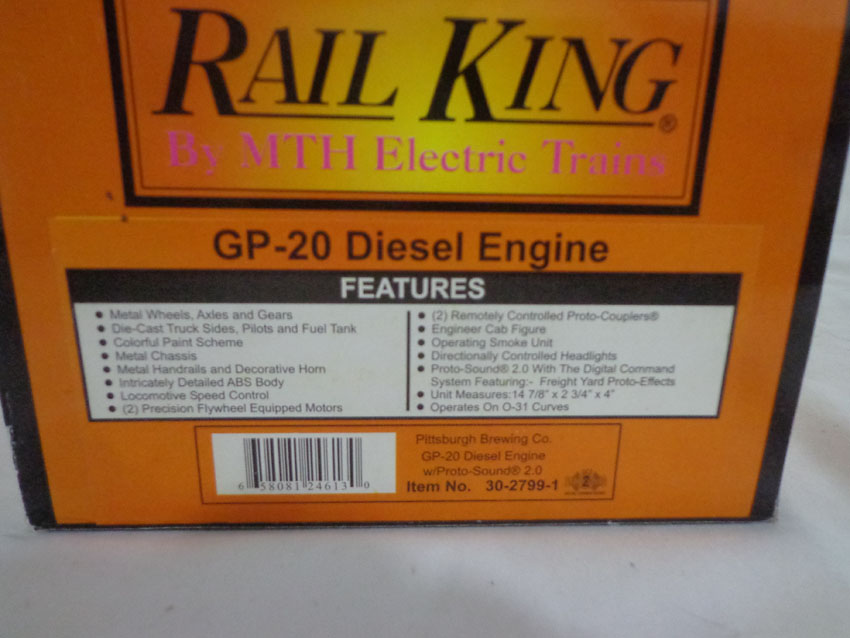 RAIL KING®
By MTH Electric Trains
GP-20 Diesel Engine
FEATURES
• Metal Wheels, Axles and Gears
• Die-Cast Truck Sides, Pilots and Fuel Tank
• Colorful Paint Scheme
• Metal Chassis
• Metal Handrails and Decorative Horn
• Intricately Detailed ABS Body
• Locomotive Speed Control
• (2) Precision Flywheel Equipped Motors
• (2) Remotely Controlled Proto-Couplers®
• Engineer Cab Figure
• Operating Smoke Unit
• Directionally Controlled Headlights
• Proto-Sound® 2.0 With The Digital Command
System Featuring:- Freight Yard Proto-Effects
• Unit Measures:14 7/8" x 2 3/4" x 4"
• Operates On O-31 Curves
6 58081 24613 0
Pittsburgh Brewing Co.
GP-20 Diesel Engine
w/Proto-Sound® 2.0
Item No. 30-2799-1
2